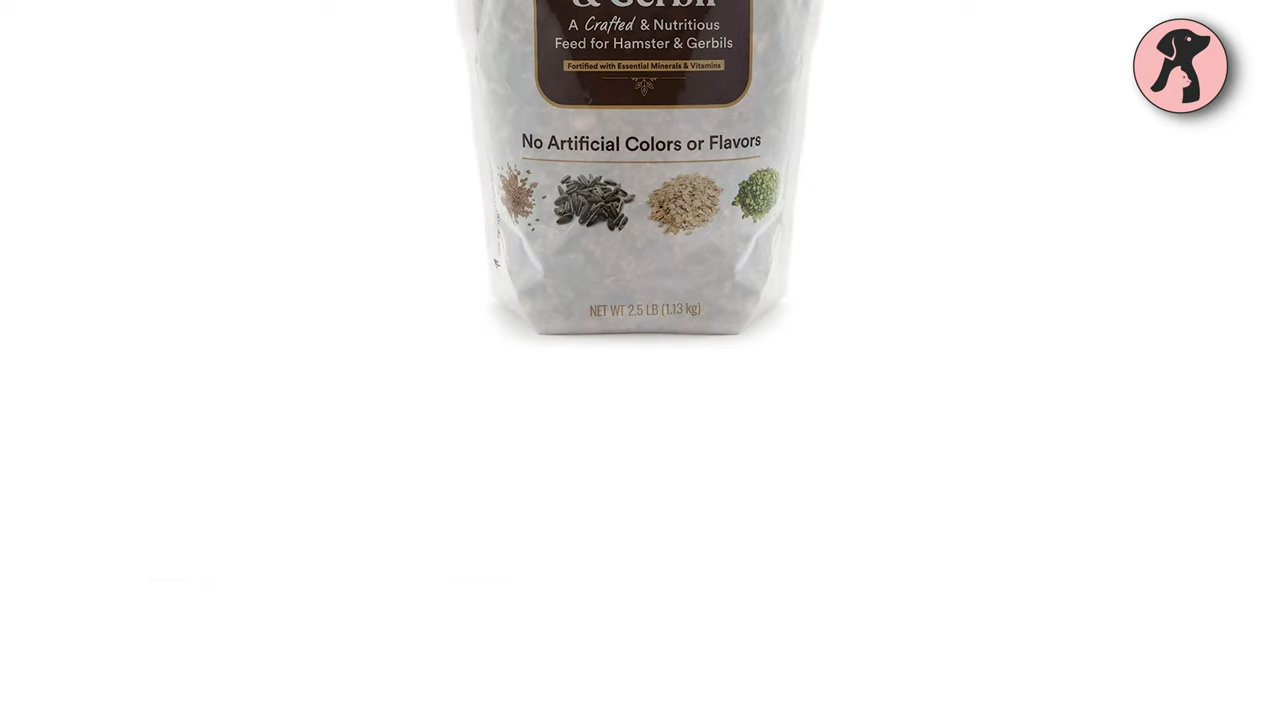 & Gerbil
A Crafted & Nutritious
Feed for Hamster & Gerbils
Fortified with Essential Minerals & Vitamins
No Artificial Colors or Flavors
NET WT 2.5 LB (1.13 kg)